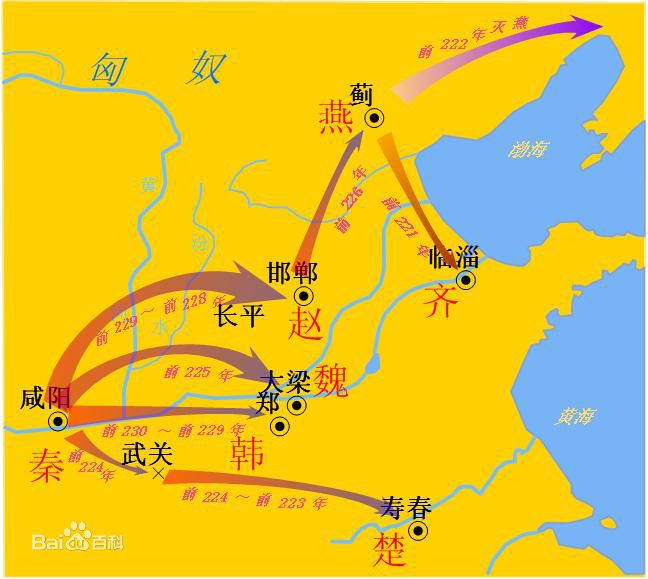 前 222 年 灭 燕
匈 奴
蓟
燕
渤海
黄
前 226 年
前 221 年
汾
邯郸
临淄
齐
前 229 ～ 前 228 年
长平
赵
水
前 225 年
大梁
魏
咸阳
郑
黄海
前 230 ～ 前 229 年
韩
前 224 年
武关
秦
前 224 ～ 前 223 年
寿春
楚
Bai百科